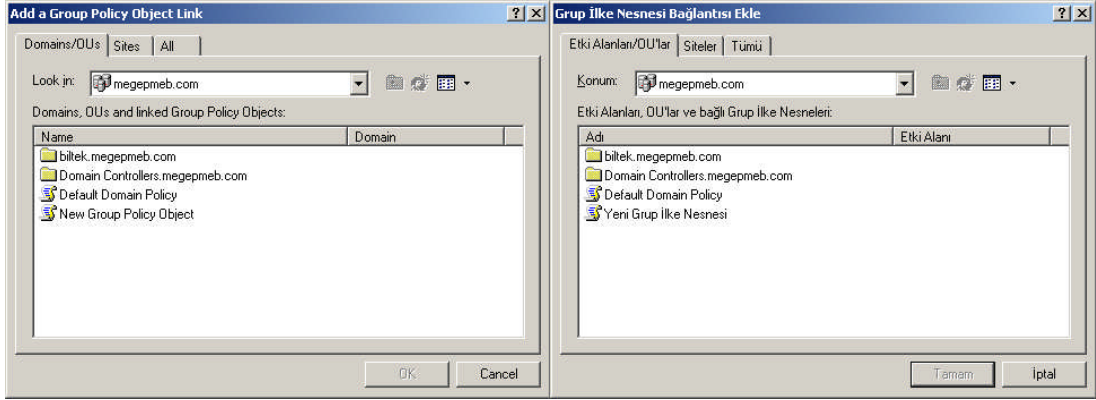 Add a Group Policy Object Link
Domains/OUs Sites All
Look in: megepmeb.com
Domains, OUs and linked Group Policy Objects:
Name Domain
biltek.megepmeb.com
Domain Controllers.megepmeb.com
Default Domain Policy
New Group Policy Object
OK Cancel
Grup İlke Nesnesi Bağlantısı Ekle
Etki Alanları/OU'lar Siteler Tümü
Konum: megepmeb.com
Etki Alanları, OU'lar ve bağlı Grup İlke Nesneleri:
Adı Etki Alanı
biltek.megepmeb.com
Domain Controllers.megepmeb.com
Default Domain Policy
Yeni Grup İlke Nesnesi
Tamam İptal